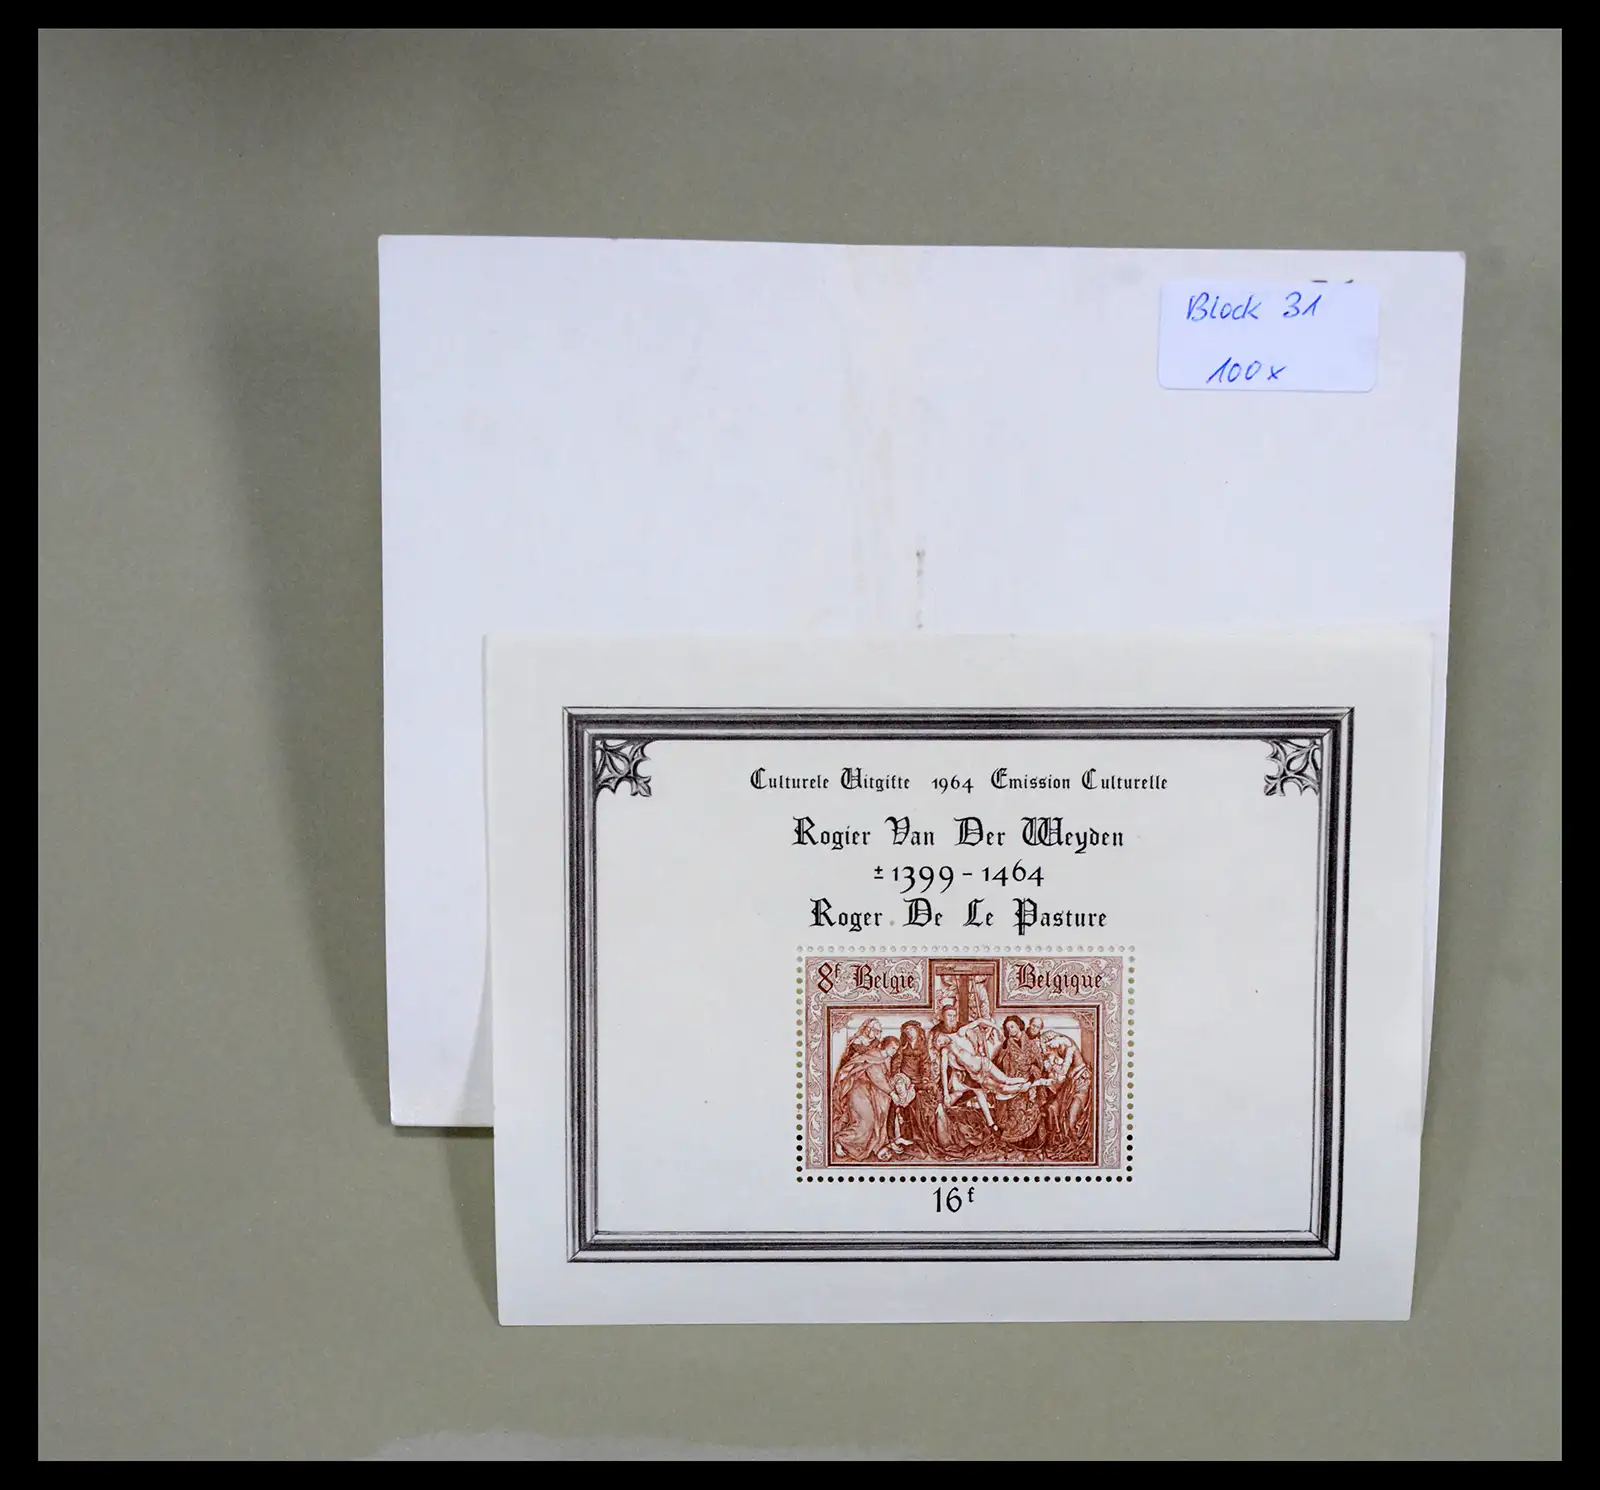 Block 31
100x
Culturele Uitgifte 1964 Emission Culturelle
Rogier Van Der Weyden
± 1399 - 1464
Roger De Le Pasture
8f België Belgique
16f